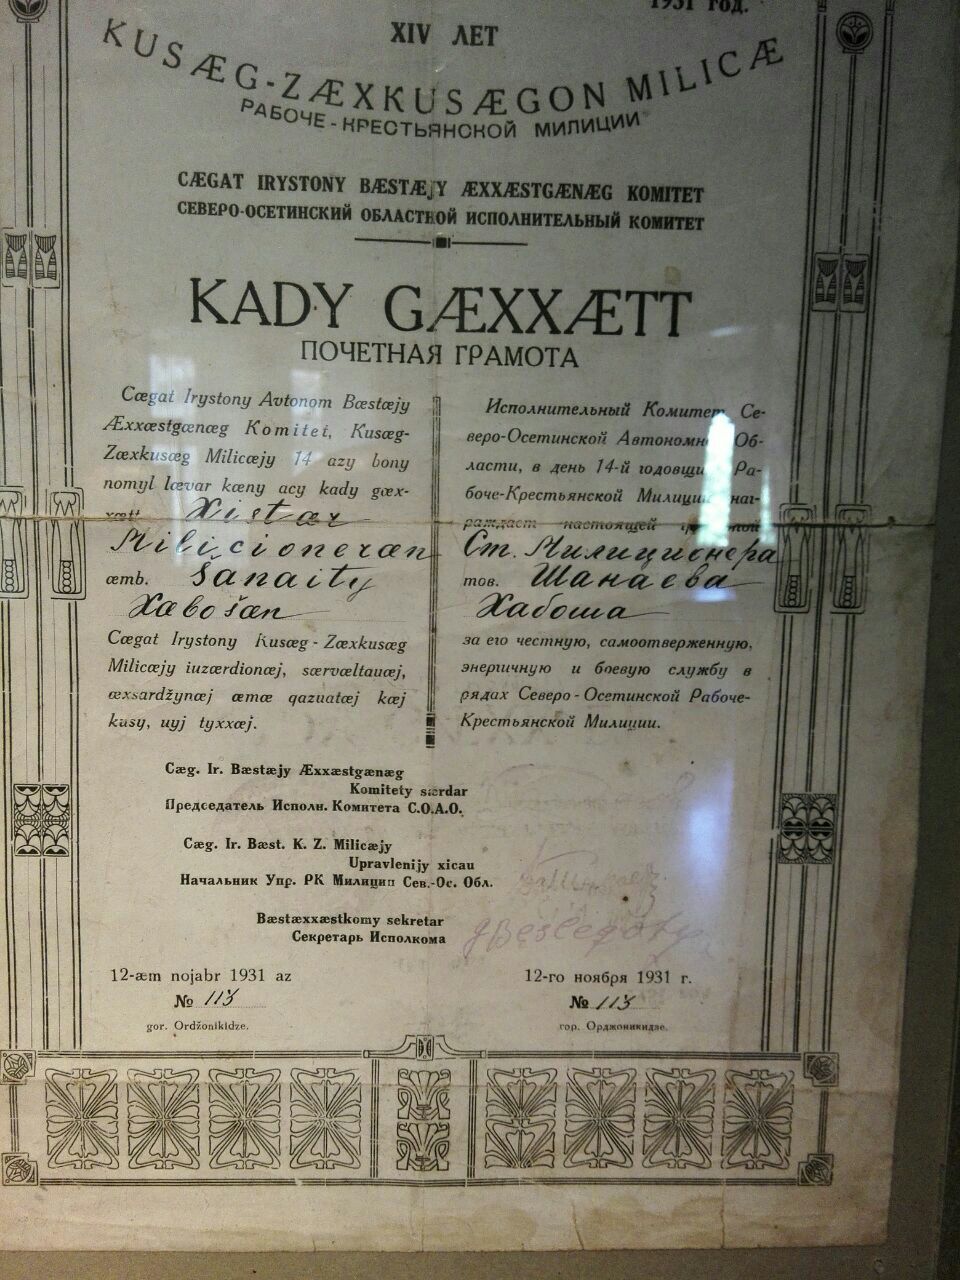 1931 год.
XIV ЛЕТ
KUSÆG-ZÆXKUSÆGON MILICÆ
РАБОЧЕ-КРЕСТЬЯНСКОЙ МИЛИЦИИ
CÆGAT IRYSTONY BÆSTÆJY ÆXXÆSTGÆNÆG KOMITET
СЕВЕРО-ОСЕТИНСКИЙ ОБЛАСТНОЙ ИСПОЛНИТЕЛЬНЫЙ КОМИТЕТ
KADY GÆXXÆTT
ПОЧЕТНАЯ ГРАМОТА
Cægat Irystony Avtonom Bæstæjy
Æxxæstgænæg Komitet, Kusæg-
Zæxkusæg Milicæjy 14 azy bony
nomyl lævar kæny acy kady gæx-
xætt Xistær
Milicioneræn
æmb. Šanaity
Xabošæn
Cægat Irystony Kusæg-Zæxkusæg
Milicæjy iuzærdionæj, særvæltauæj,
æxsardžynæj æmæ qazuatæj kæj
kusy, uyj tyxxæj.
Исполнительный Комитет Се-
веро-Осетинской Автономной Об-
ласти, в день 14-й годовщины Ра-
боче-Крестьянской Милиции наг-
раждает настоящей грамотой
Ст. Милиционера
тов. Шанаева
Хабоша
за его честную, самоотверженную,
энергичную и боевую службу в
рядах Северо-Осетинской Рабоче-
Крестьянской Милиции.
Cæg. Ir. Bæstæjy Æxxæstgænæg
Komitety særdar
Председатель Исполн. Комитета С.О.А.О.
Cæg. Ir. Bæst. K. Z. Milicæjy
Upravlenijy xicau
Начальник Упр. РК Милиции Сев.-Ос. Обл.
Bæstæxxæstkomy sekretar
Секретарь Исполкома
12-æm nojabr 1931 az
№ 113
gor. Ordžonikidze.
12-го ноября 1931 г.
№ 113
гор. Орджоникидзе.